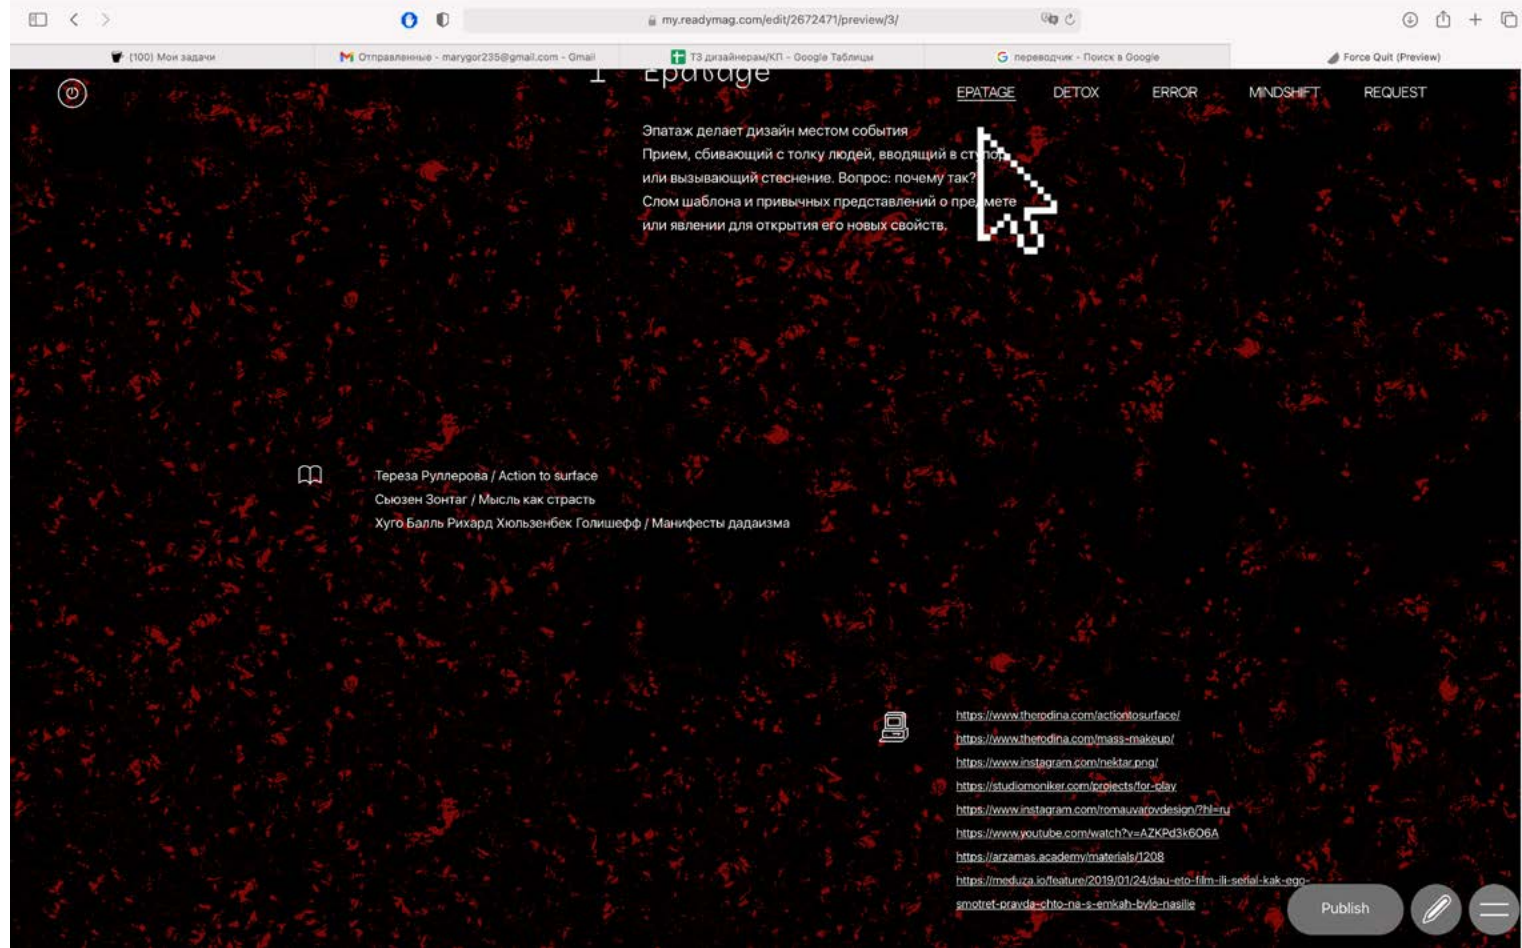 my.readymag.com/edit/2672471/preview/3/
(100) Мои задачи
Отправленные - marygor235@gmail.com - Gmail
ТЗ дизайнерам/КП - Google Таблицы
переводчик - Поиск в Google
Force Quit (Preview)
1 Epatage
EPATAGE DETOX ERROR MINDSHIFT REQUEST
Эпатаж делает дизайн местом события
Прием, сбивающий с толку людей, вводящий в ступор
или вызывающий стеснение. Вопрос: почему так?
Слом шаблона и привычных представлений о предмете
или явлении для открытия его новых свойств.
Тереза Руллерова / Action to surface
Сьюзен Зонтаг / Мысль как страсть
Хуго Балль Рихард Хюльзенбек Голишефф / Манифесты дадаизма
https://www.therodina.com/actiontosurface/
https://www.therodina.com/mass-makeup/
https://www.instagram.com/nektar.png/
https://studiomoniker.com/projects/for-play
https://www.instagram.com/romauvarovdesign/?hl=ru
https://www.youtube.com/watch?v=AZKPd3k6O6A
https://arzamas.academy/materials/1208
https://meduza.io/feature/2019/01/24/dau-eto-film-ili-serial-kak-ego-
smotret-pravda-chto-na-s-emkah-bylo-nasilie
Publish